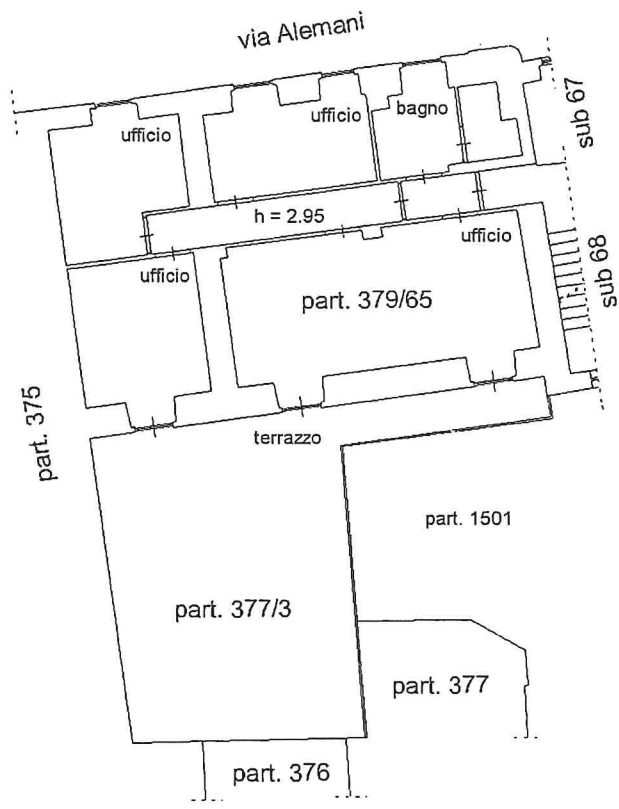 via Alemani
ufficio
ufficio
bagno
sub 67
h = 2.95
ufficio
ufficio
part. 379/65
sub 68
part. 375
terrazzo
part. 1501
part. 377/3
part. 377
part. 376